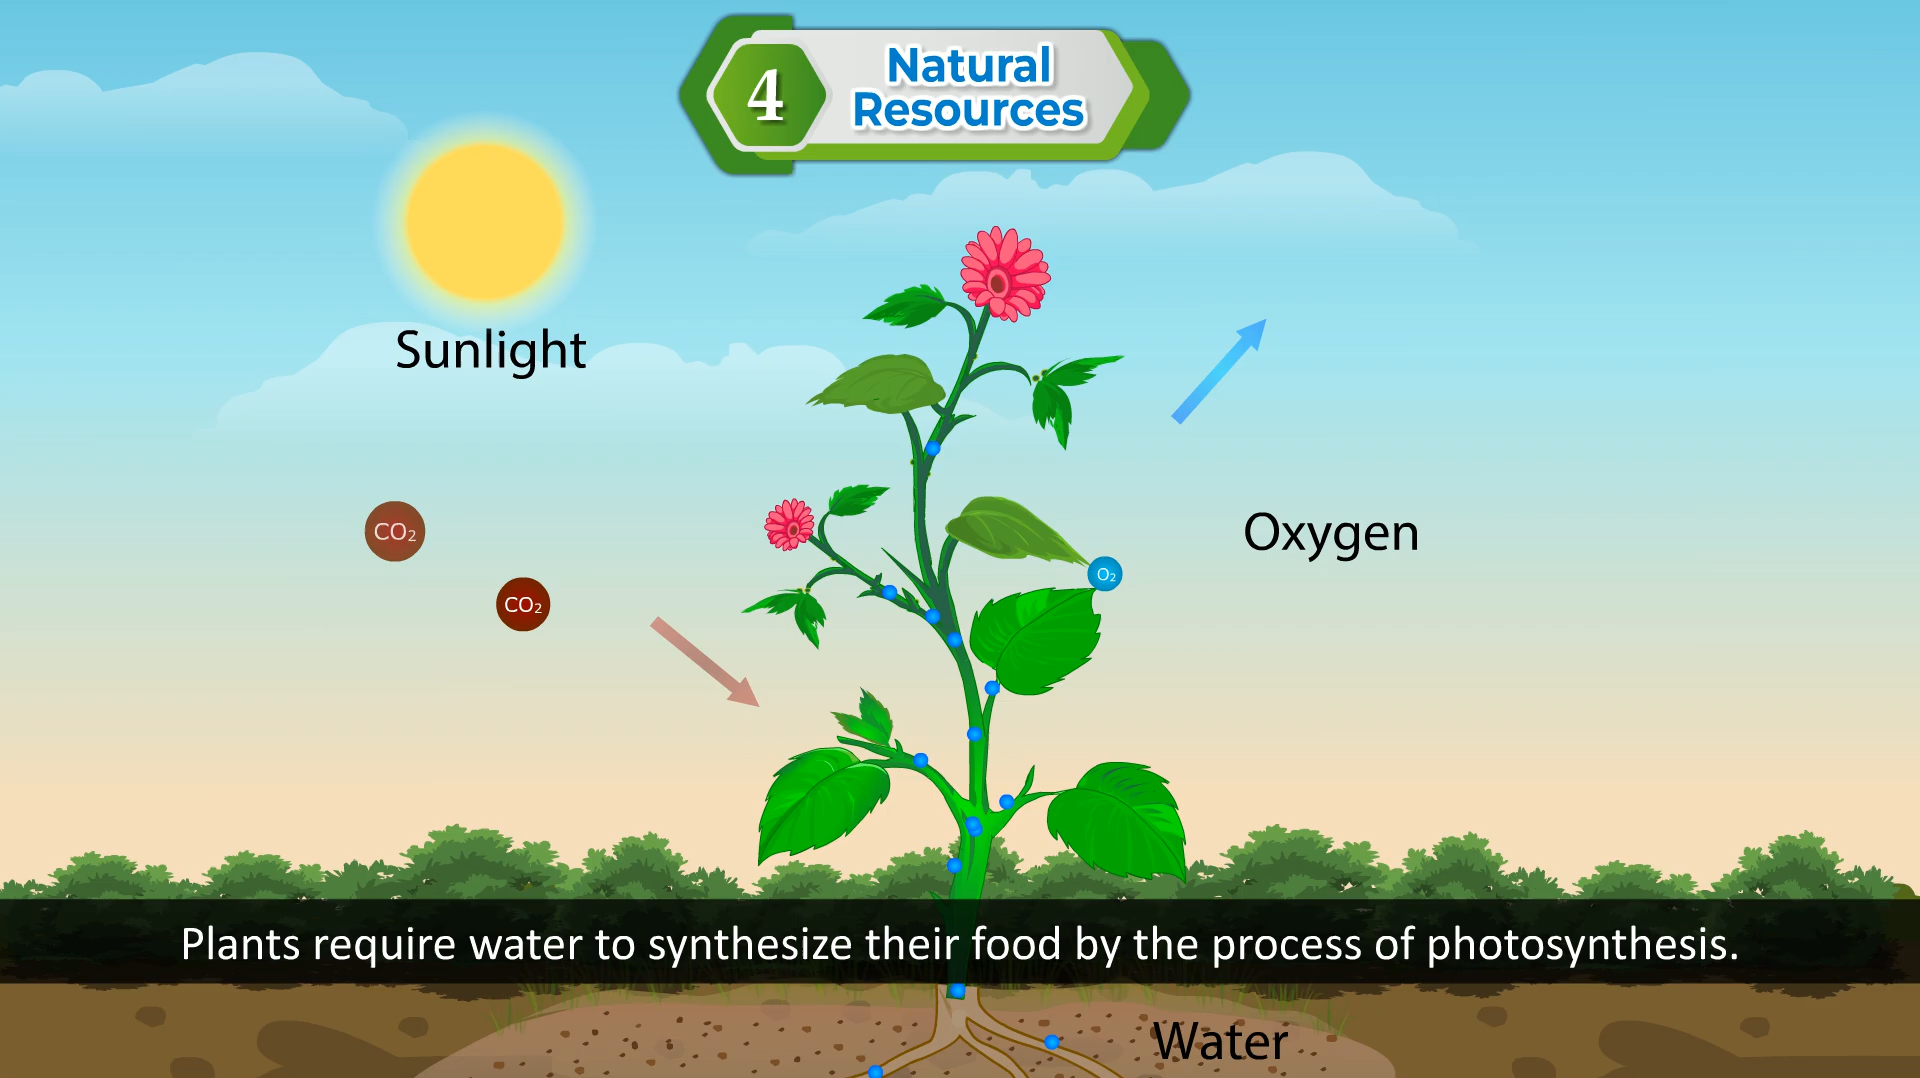 4
Natural
Resources
Sunlight
CO₂
Oxygen
O₂
CO₂
Plants require water to synthesize their food by the process of photosynthesis.
Water